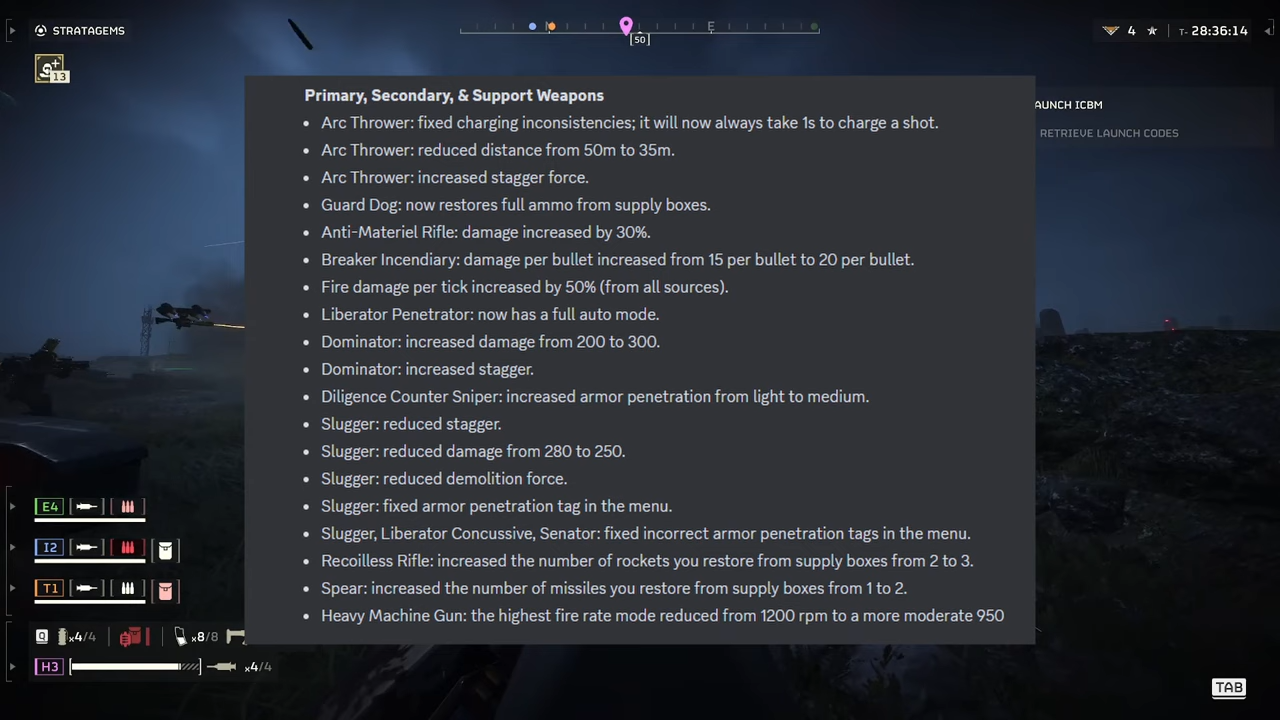 STRATAGEMS
E
[50]
4
T- 28:36:14
13
AUNCH ICBM
RETRIEVE LAUNCH CODES
Primary, Secondary, & Support Weapons
• Arc Thrower: fixed charging inconsistencies; it will now always take 1s to charge a shot.
• Arc Thrower: reduced distance from 50m to 35m.
• Arc Thrower: increased stagger force.
• Guard Dog: now restores full ammo from supply boxes.
• Anti-Materiel Rifle: damage increased by 30%.
• Breaker Incendiary: damage per bullet increased from 15 per bullet to 20 per bullet.
• Fire damage per tick increased by 50% (from all sources).
• Liberator Penetrator: now has a full auto mode.
• Dominator: increased damage from 200 to 300.
• Dominator: increased stagger.
• Diligence Counter Sniper: increased armor penetration from light to medium.
• Slugger: reduced stagger.
• Slugger: reduced damage from 280 to 250.
• Slugger: reduced demolition force.
• Slugger: fixed armor penetration tag in the menu.
• Slugger, Liberator Concussive, Senator: fixed incorrect armor penetration tags in the menu.
• Recoilless Rifle: increased the number of rockets you restore from supply boxes from 2 to 3.
• Spear: increased the number of missiles you restore from supply boxes from 1 to 2.
• Heavy Machine Gun: the highest fire rate mode reduced from 1200 rpm to a more moderate 950
E4
I2
T1
Q x4/4 x8/8
H3 x4/4
TAB